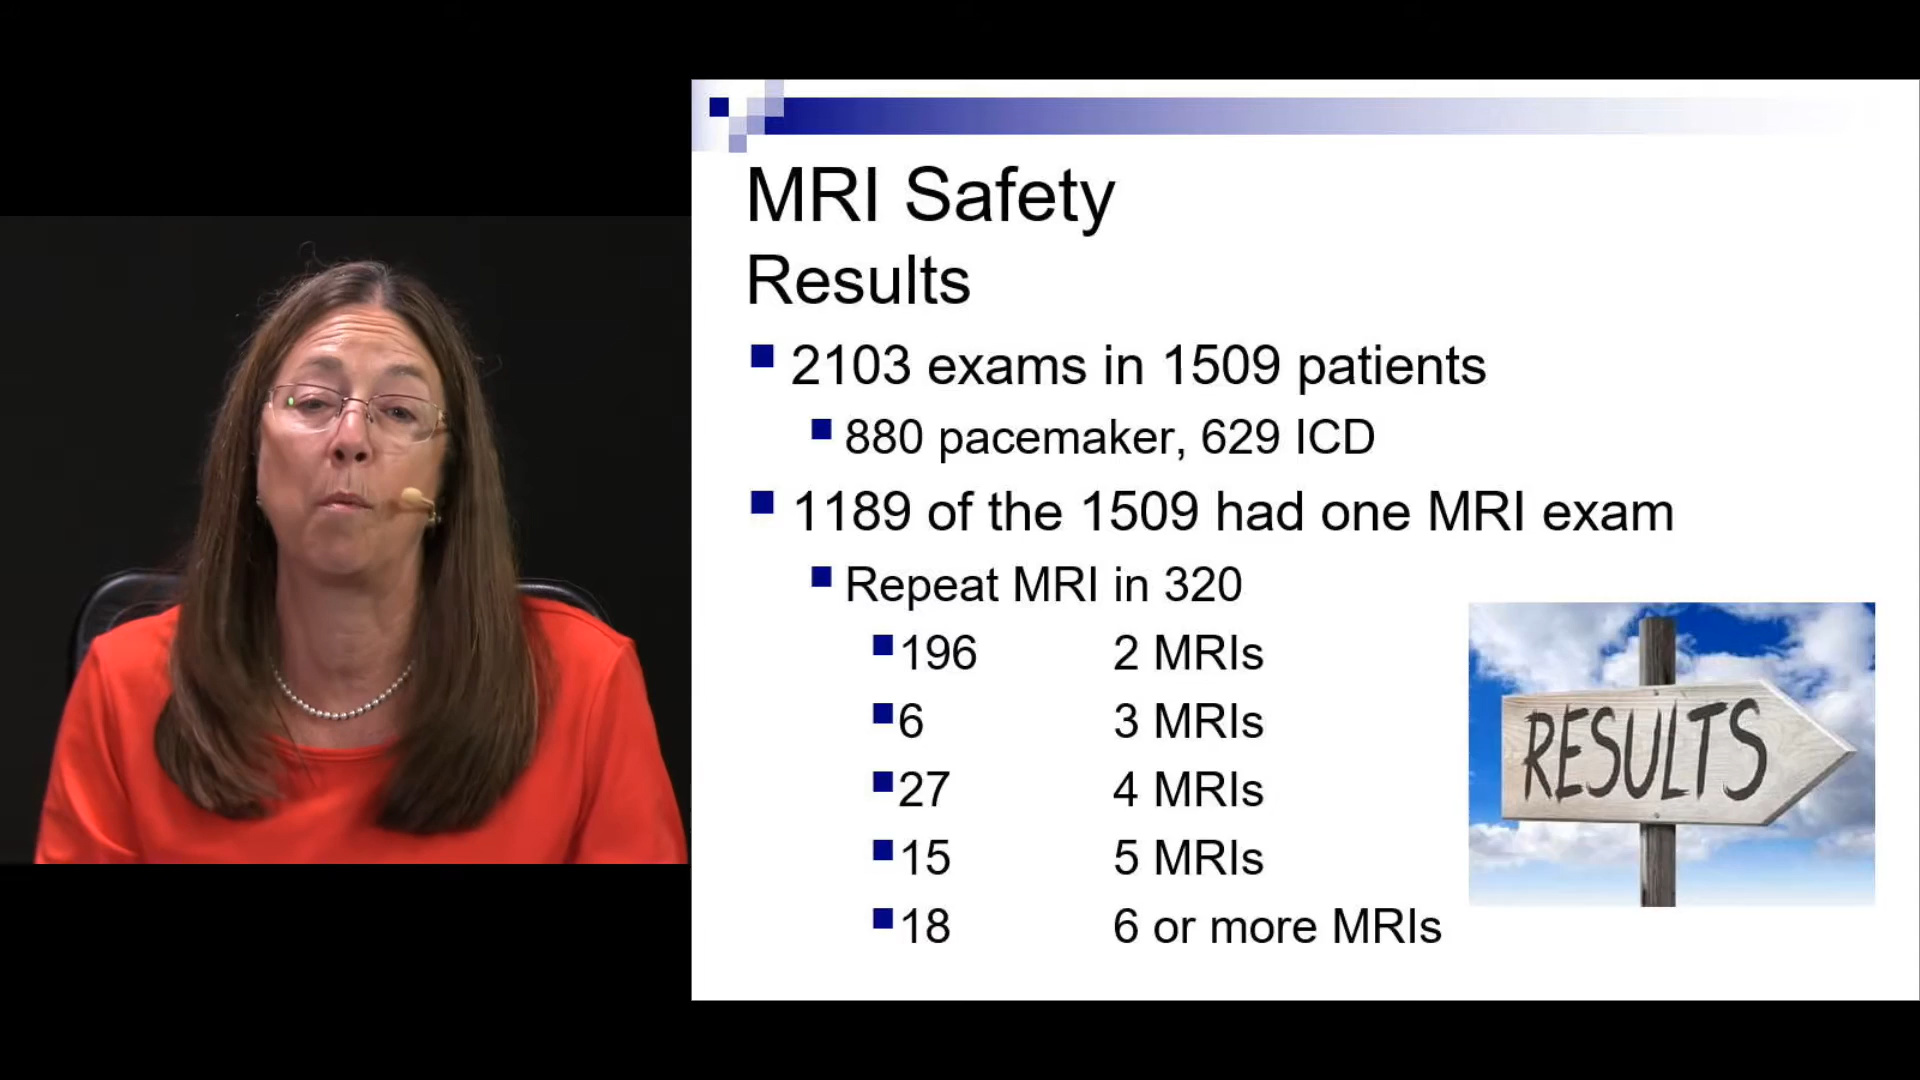 MRI Safety
Results
2103 exams in 1509 patients
880 pacemaker, 629 ICD
1189 of the 1509 had one MRI exam
Repeat MRI in 320
196 2 MRIs
6 3 MRIs
27 4 MRIs
15 5 MRIs
18 6 or more MRIs
RESULTS